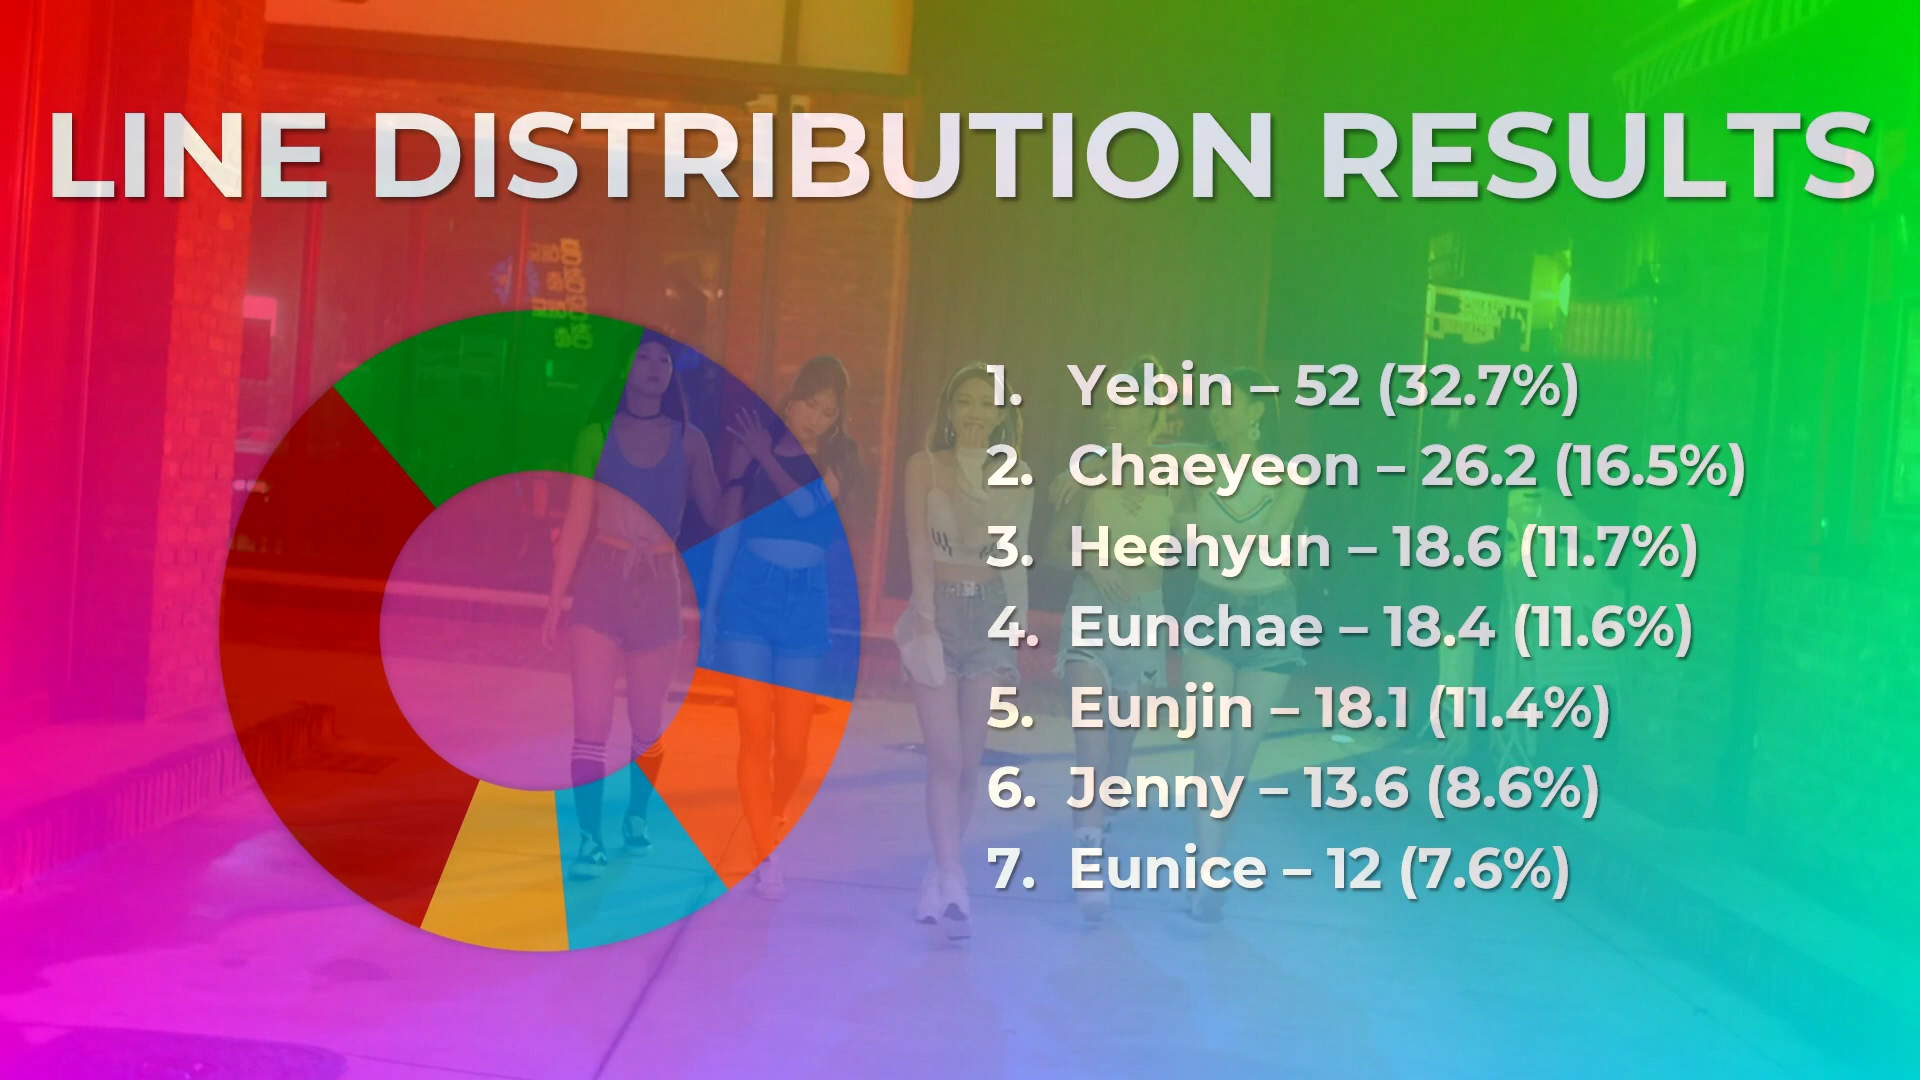 LINE DISTRIBUTION RESULTS
1. Yebin – 52 (32.7%)
2. Chaeyeon – 26.2 (16.5%)
3. Heehyun – 18.6 (11.7%)
4. Eunchae – 18.4 (11.6%)
5. Eunjin – 18.1 (11.4%)
6. Jenny – 13.6 (8.6%)
7. Eunice – 12 (7.6%)